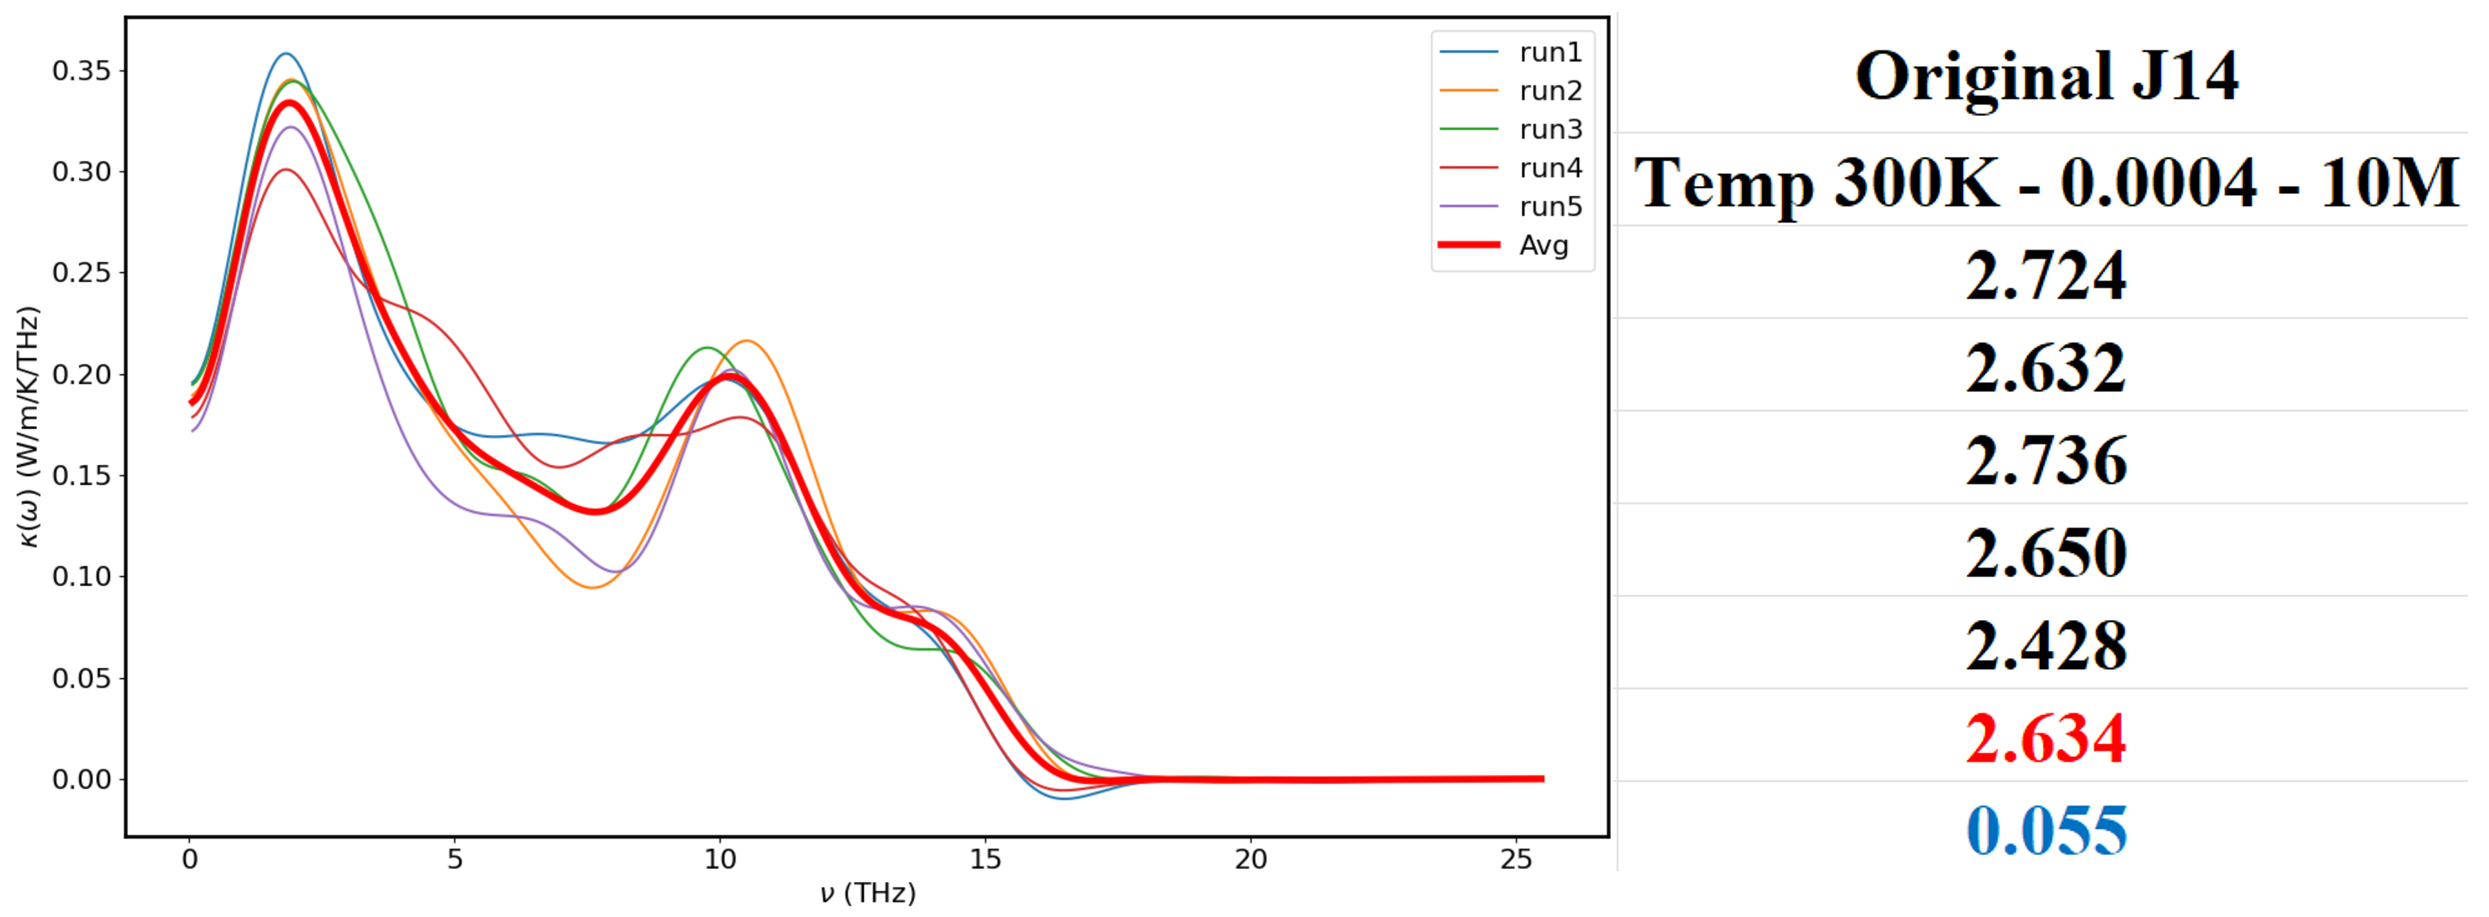 0.35
0.30
0.25
0.20
0.15
0.10
0.05
0.00
κ(ω) (W/m/K/THz)
0 5 10 15 20 25
ν (THz)
run1
run2
run3
run4
run5
Avg
Original J14
Temp 300K - 0.0004 - 10M
2.724
2.632
2.736
2.650
2.428
2.634
0.055